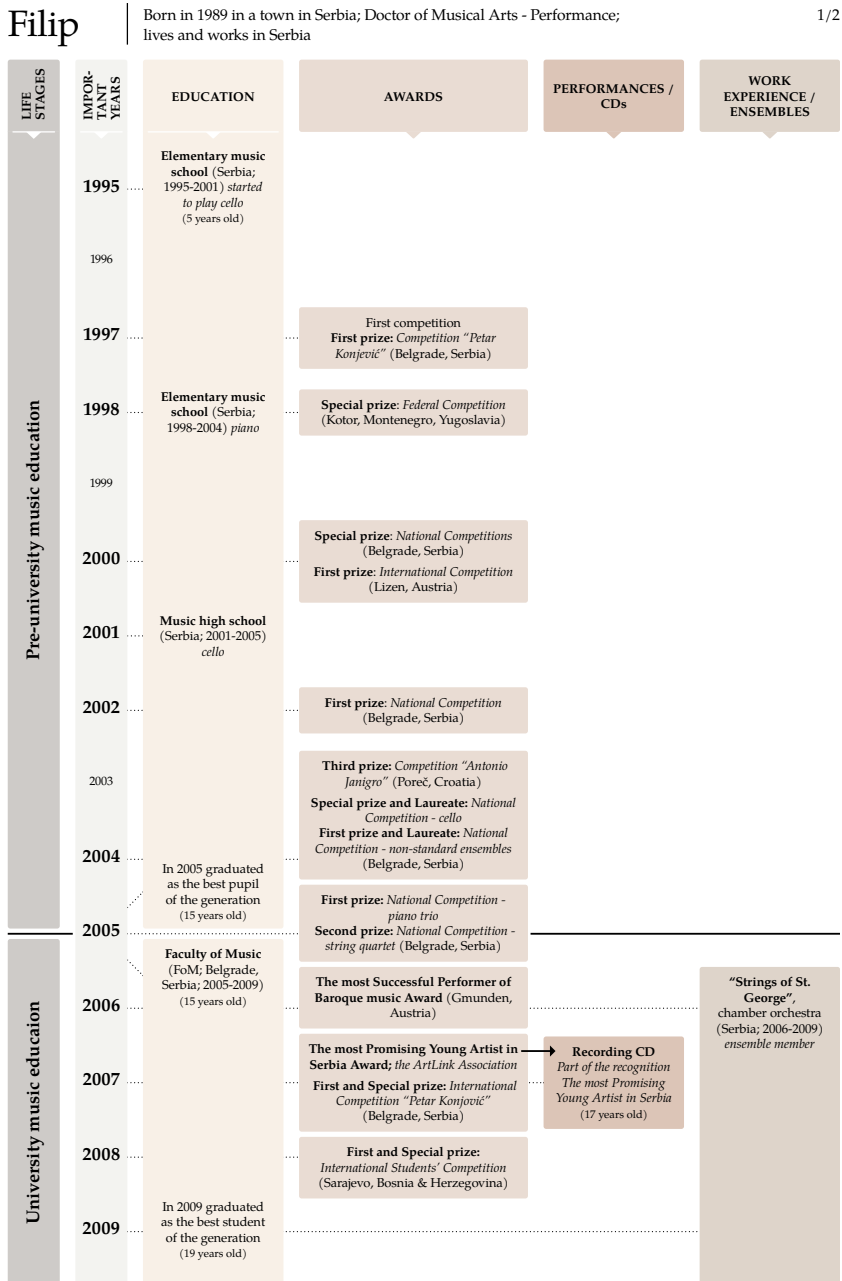 Filip
Born in 1989 in a town in Serbia; Doctor of Musical Arts - Performance;
lives and works in Serbia
1/2
LIFE
STAGES
IMPOR-
TANT
YEARS
EDUCATION
AWARDS
PERFORMANCES /
CDs
WORK
EXPERIENCE /
ENSEMBLES
Pre-university music education
1995
Elementary music
school (Serbia;
1995-2001) started
to play cello
(5 years old)
1996
1997
First competition
First prize: Competition “Petar
Konjević” (Belgrade, Serbia)
1998
Elementary music
school (Serbia;
1998-2004) piano
Special prize: Federal Competition
(Kotor, Montenegro, Yugoslavia)
1999
2000
Special prize: National Competitions
(Belgrade, Serbia)
First prize: International Competition
(Lizen, Austria)
2001
Music high school
(Serbia; 2001-2005)
cello
2002
First prize: National Competition
(Belgrade, Serbia)
2003
Third prize: Competition “Antonio
Janigro” (Poreč, Croatia)
Special prize and Laureate: National
Competition - cello
First prize and Laureate: National
Competition - non-standard ensembles
(Belgrade, Serbia)
2004
In 2005 graduated
as the best pupil
of the generation
(15 years old)
First prize: National Competition -
piano trio
Second prize: National Competition -
string quartet (Belgrade, Serbia)
2005
University music educaion
Faculty of Music
(FoM; Belgrade,
Serbia; 2005-2009)
(15 years old)
2006
The most Successful Performer of
Baroque music Award (Gmunden,
Austria)
“Strings of St.
George”,
chamber orchestra
(Serbia; 2006-2009)
ensemble member
2007
The most Promising Young Artist in
Serbia Award; the ArtLink Association
First and Special prize: International
Competition “Petar Konjović”
(Belgrade, Serbia)
Recording CD
Part of the recognition
The most Promising
Young Artist in Serbia
(17 years old)
2008
First and Special prize:
International Students’ Competition
(Sarajevo, Bosnia & Herzegovina)
2009
In 2009 graduated
as the best student
of the generation
(19 years old)